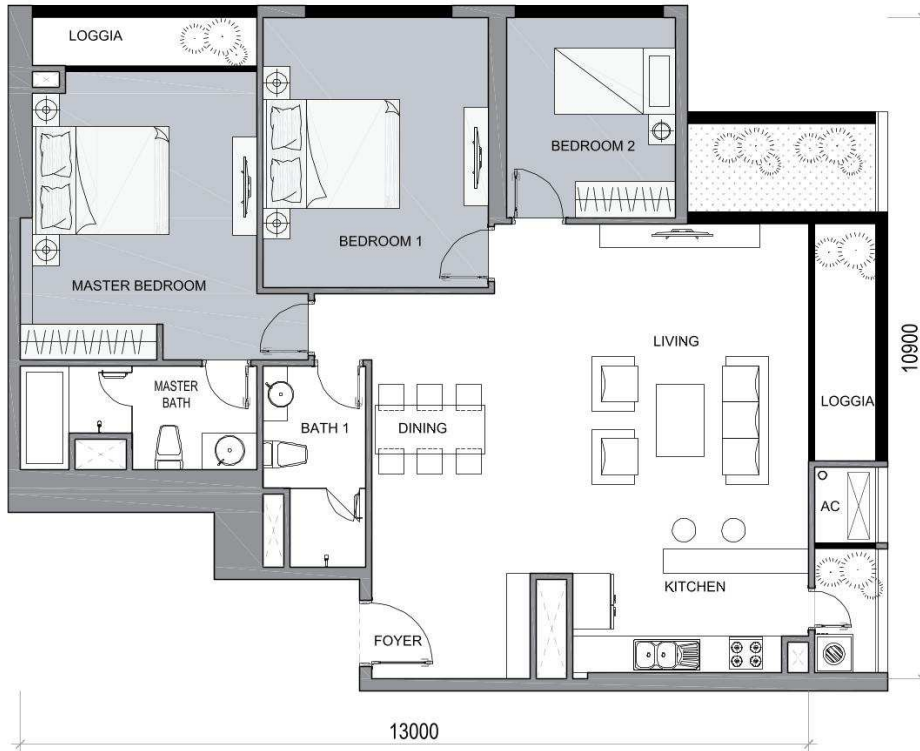 LOGGIA
BEDROOM 2
BEDROOM 1
MASTER BEDROOM
LIVING
10900
MASTER
BATH
LOGGIA
BATH 1
DINING
AC
KITCHEN
FOYER
13000